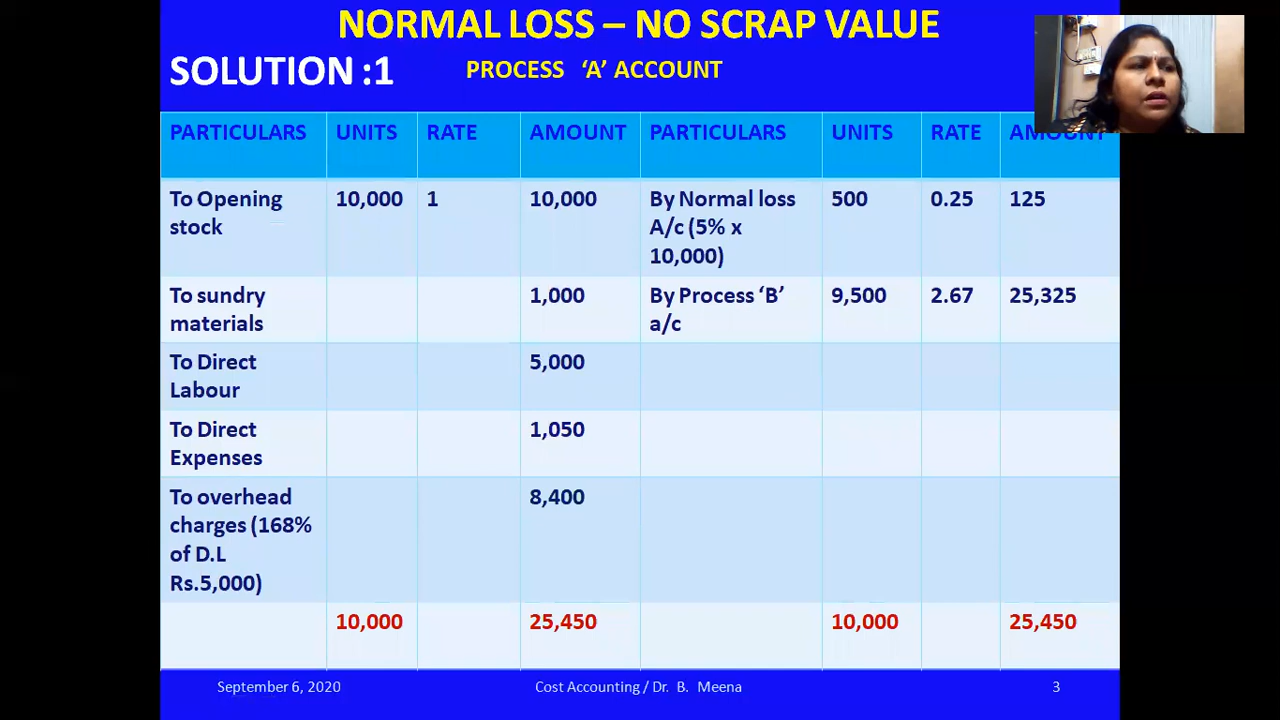 NORMAL LOSS – NO SCRAP VALUE
SOLUTION :1
PROCESS ‘A’ ACCOUNT
PARTICULARS UNITS RATE AMOUNT PARTICULARS UNITS RATE AMOUNT
To Opening stock 10,000 1 10,000 By Normal loss A/c (5% x 10,000) 500 0.25 125
To sundry materials 1,000 By Process ‘B’ a/c 9,500 2.67 25,325
To Direct Labour 5,000
To Direct Expenses 1,050
To overhead charges (168% of D.L Rs.5,000) 8,400
10,000 25,450 10,000 25,450
September 6, 2020 Cost Accounting / Dr. B. Meena 3